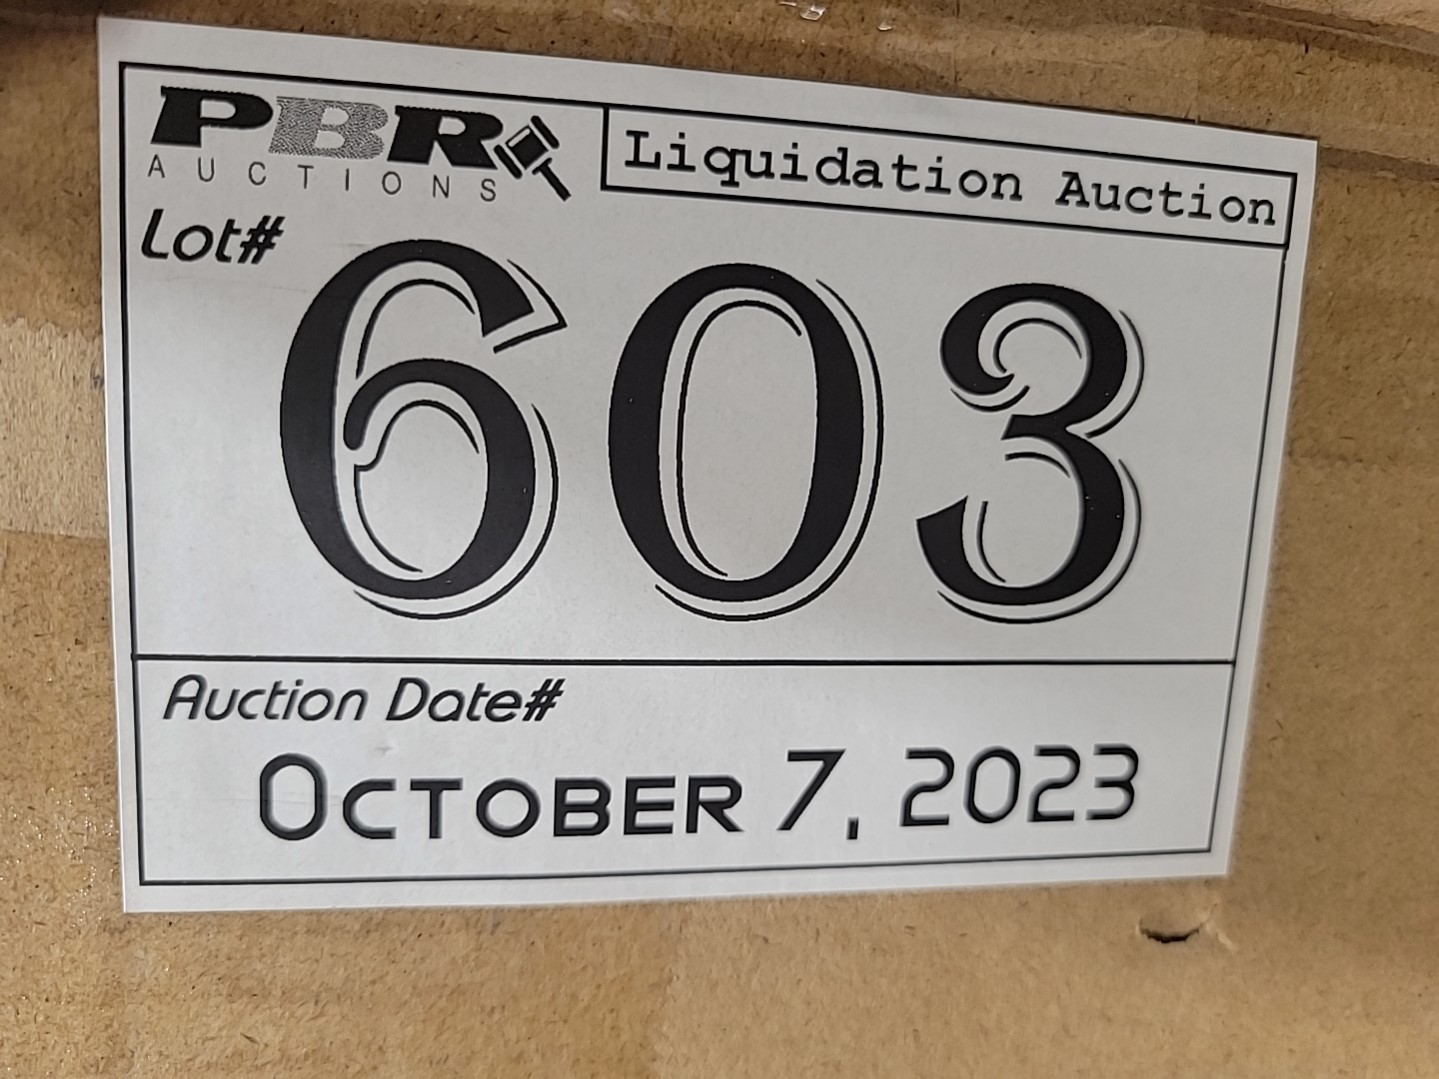 PBR
AUCTIONS
Liquidation Auction
Lot#
603
Auction Date#
OCTOBER 7, 2023